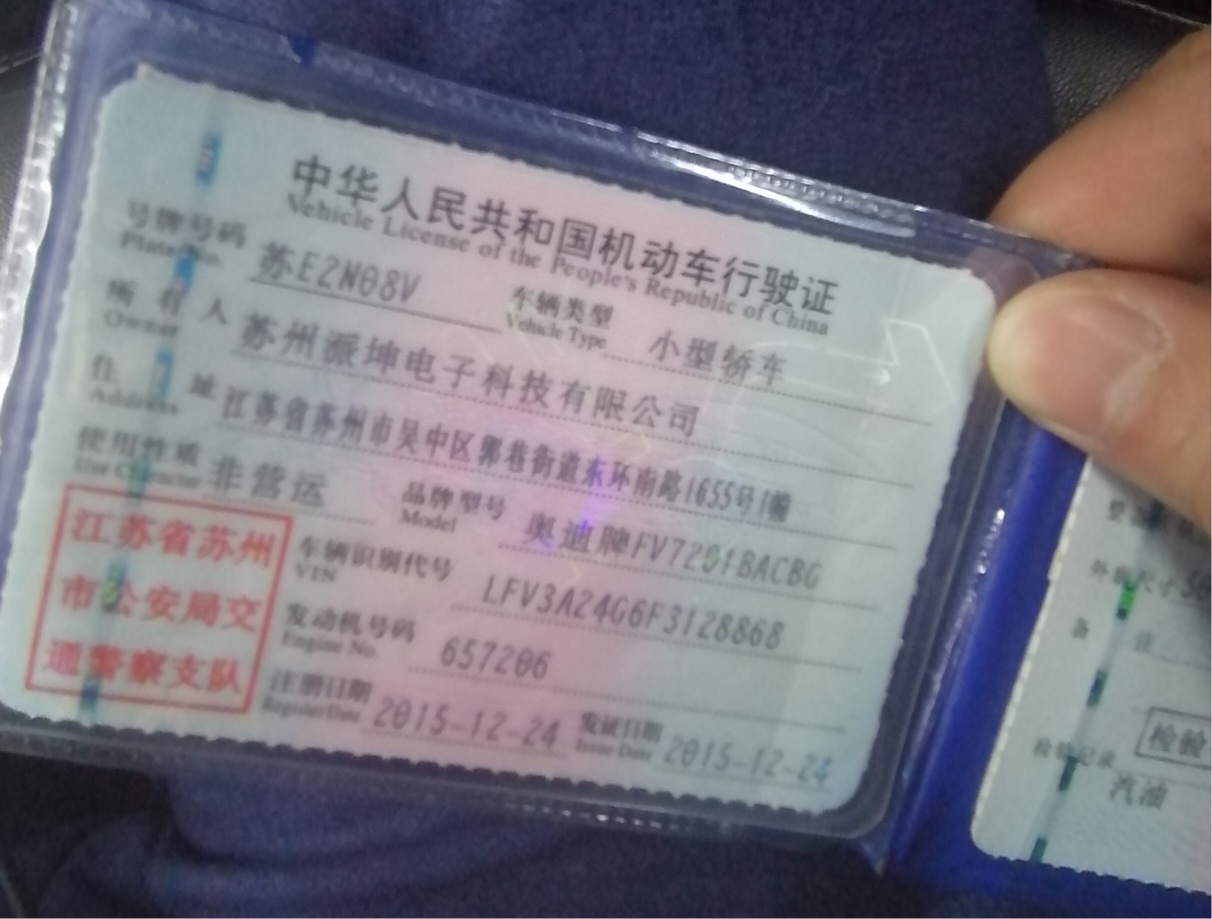 中华人民共和国机动车行驶证
Vehicle License of the People's Republic of China
号牌号码 苏E2N08V 车辆类型 小型轿车
Plate No. Vehicle Type
所有人 苏州派坤电子科技有限公司
Owner
住址 江苏省苏州市吴中区郭巷街道东环南路1655号1幢
Address
使用性质 非营运 品牌型号 奥迪牌FV7201BACBG
Use Character Model
江苏省苏州
市公安局交
通警察支队
车辆识别代号 LFV3A24G6F3128868
VIN
发动机号码 657206
Engine No.
注册日期 2015-12-24 发证日期 2015-12-24
Register Date Issue Date
备注
检验
检验记录
汽油